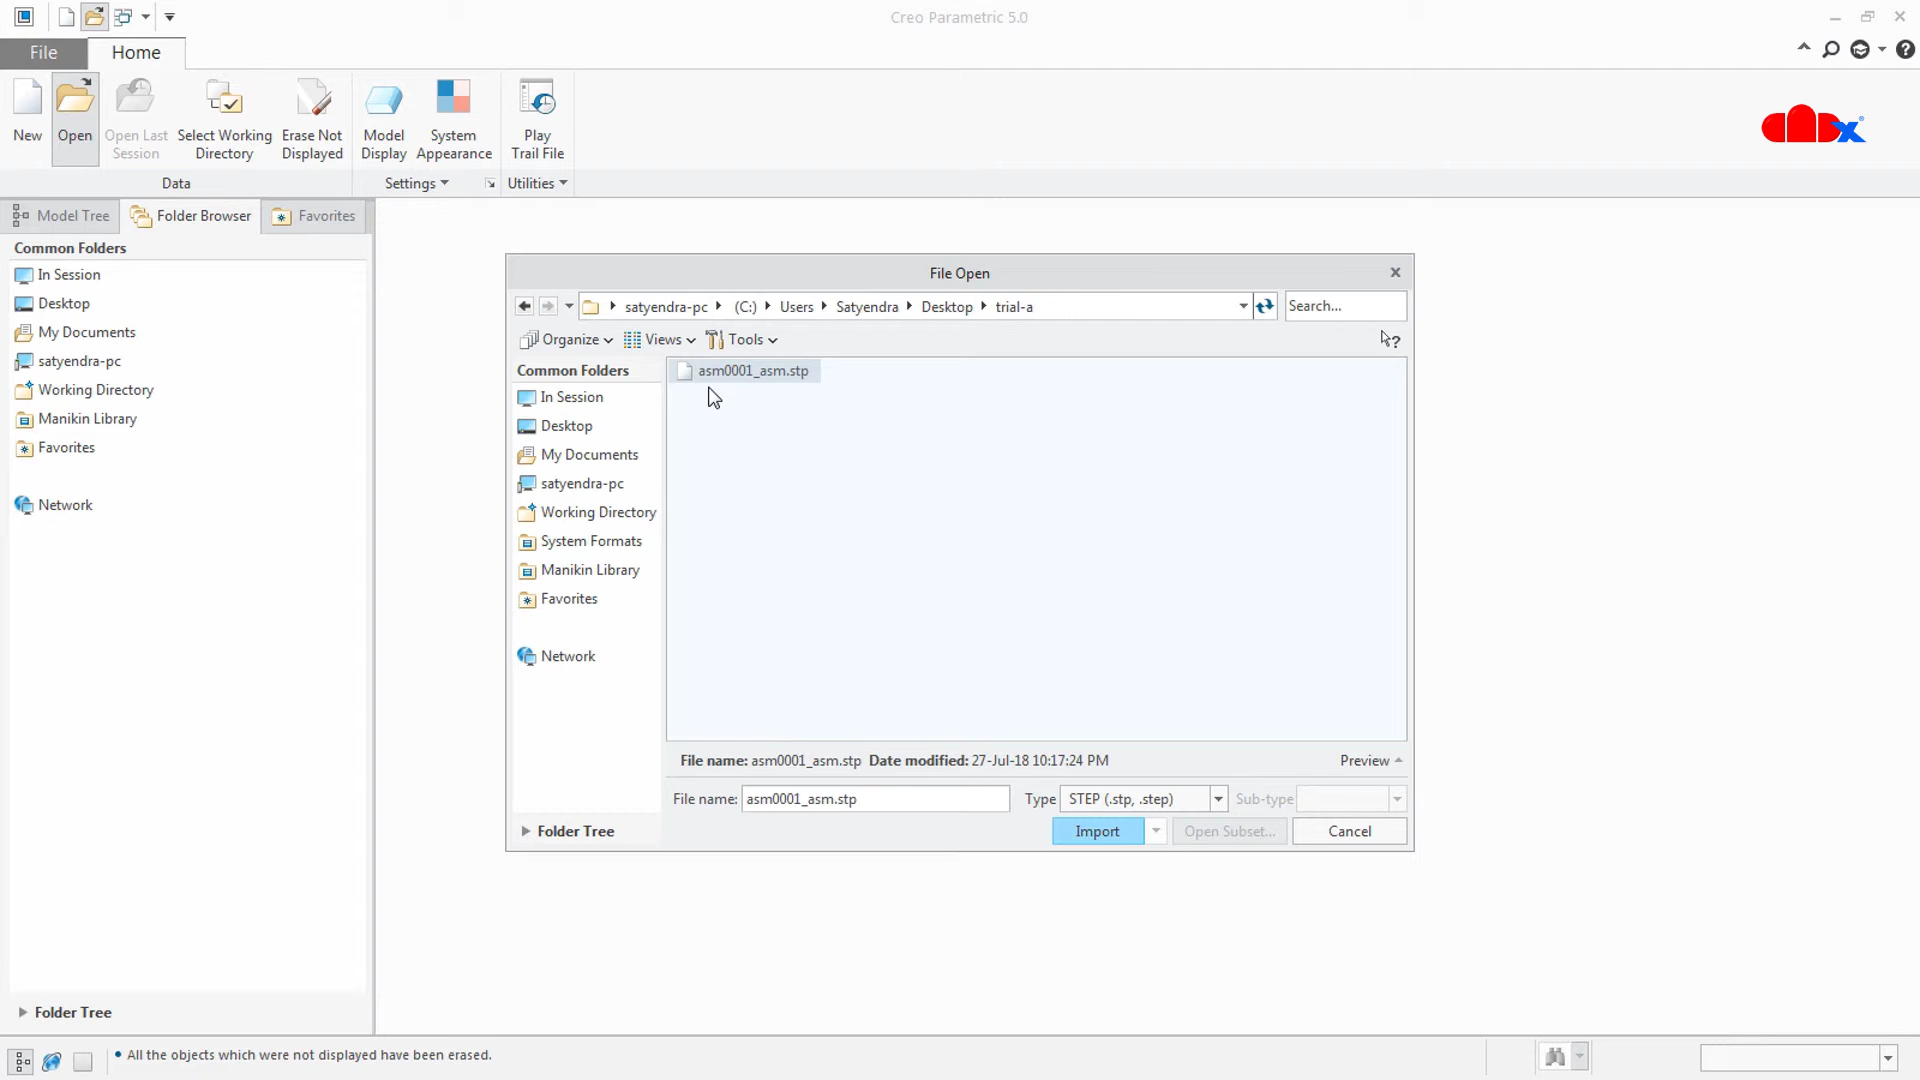 Creo Parametric 5.0
File
Home
New
Open
Open Last Session
Select Working Directory
Erase Not Displayed
Model Display
System Appearance
Play Trail File
Data
Settings
Utilities
Model Tree
Folder Browser
Favorites
Common Folders
In Session
Desktop
My Documents
satyendra-pc
Working Directory
Manikin Library
Favorites
Network
Folder Tree
File Open
satyendra-pc
(C:)
Users
Satyendra
Desktop
trial-a
Search...
Organize
Views
Tools
Common Folders
In Session
Desktop
My Documents
satyendra-pc
Working Directory
System Formats
Manikin Library
Favorites
Network
Folder Tree
asm0001_asm.stp
File name: asm0001_asm.stp Date modified: 27-Jul-18 10:17:24 PM
Preview
File name: asm0001_asm.stp
Type STEP (.stp, .step)
Sub-type
Import
Open Subset...
Cancel
All the objects which were not displayed have been erased.